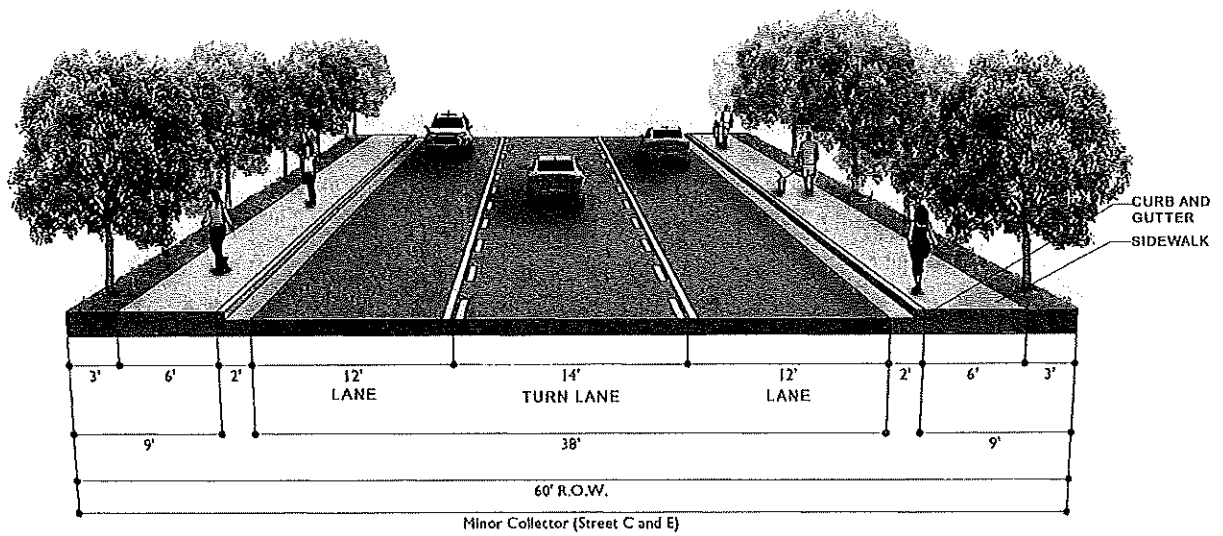 CURB AND
GUTTER
SIDEWALK
3' 6' 2' 12' 14' 12' 2' 6' 3'
LANE TURN LANE LANE
9' 38' 9'
60' R.O.W.
Minor Collector (Street C and E)